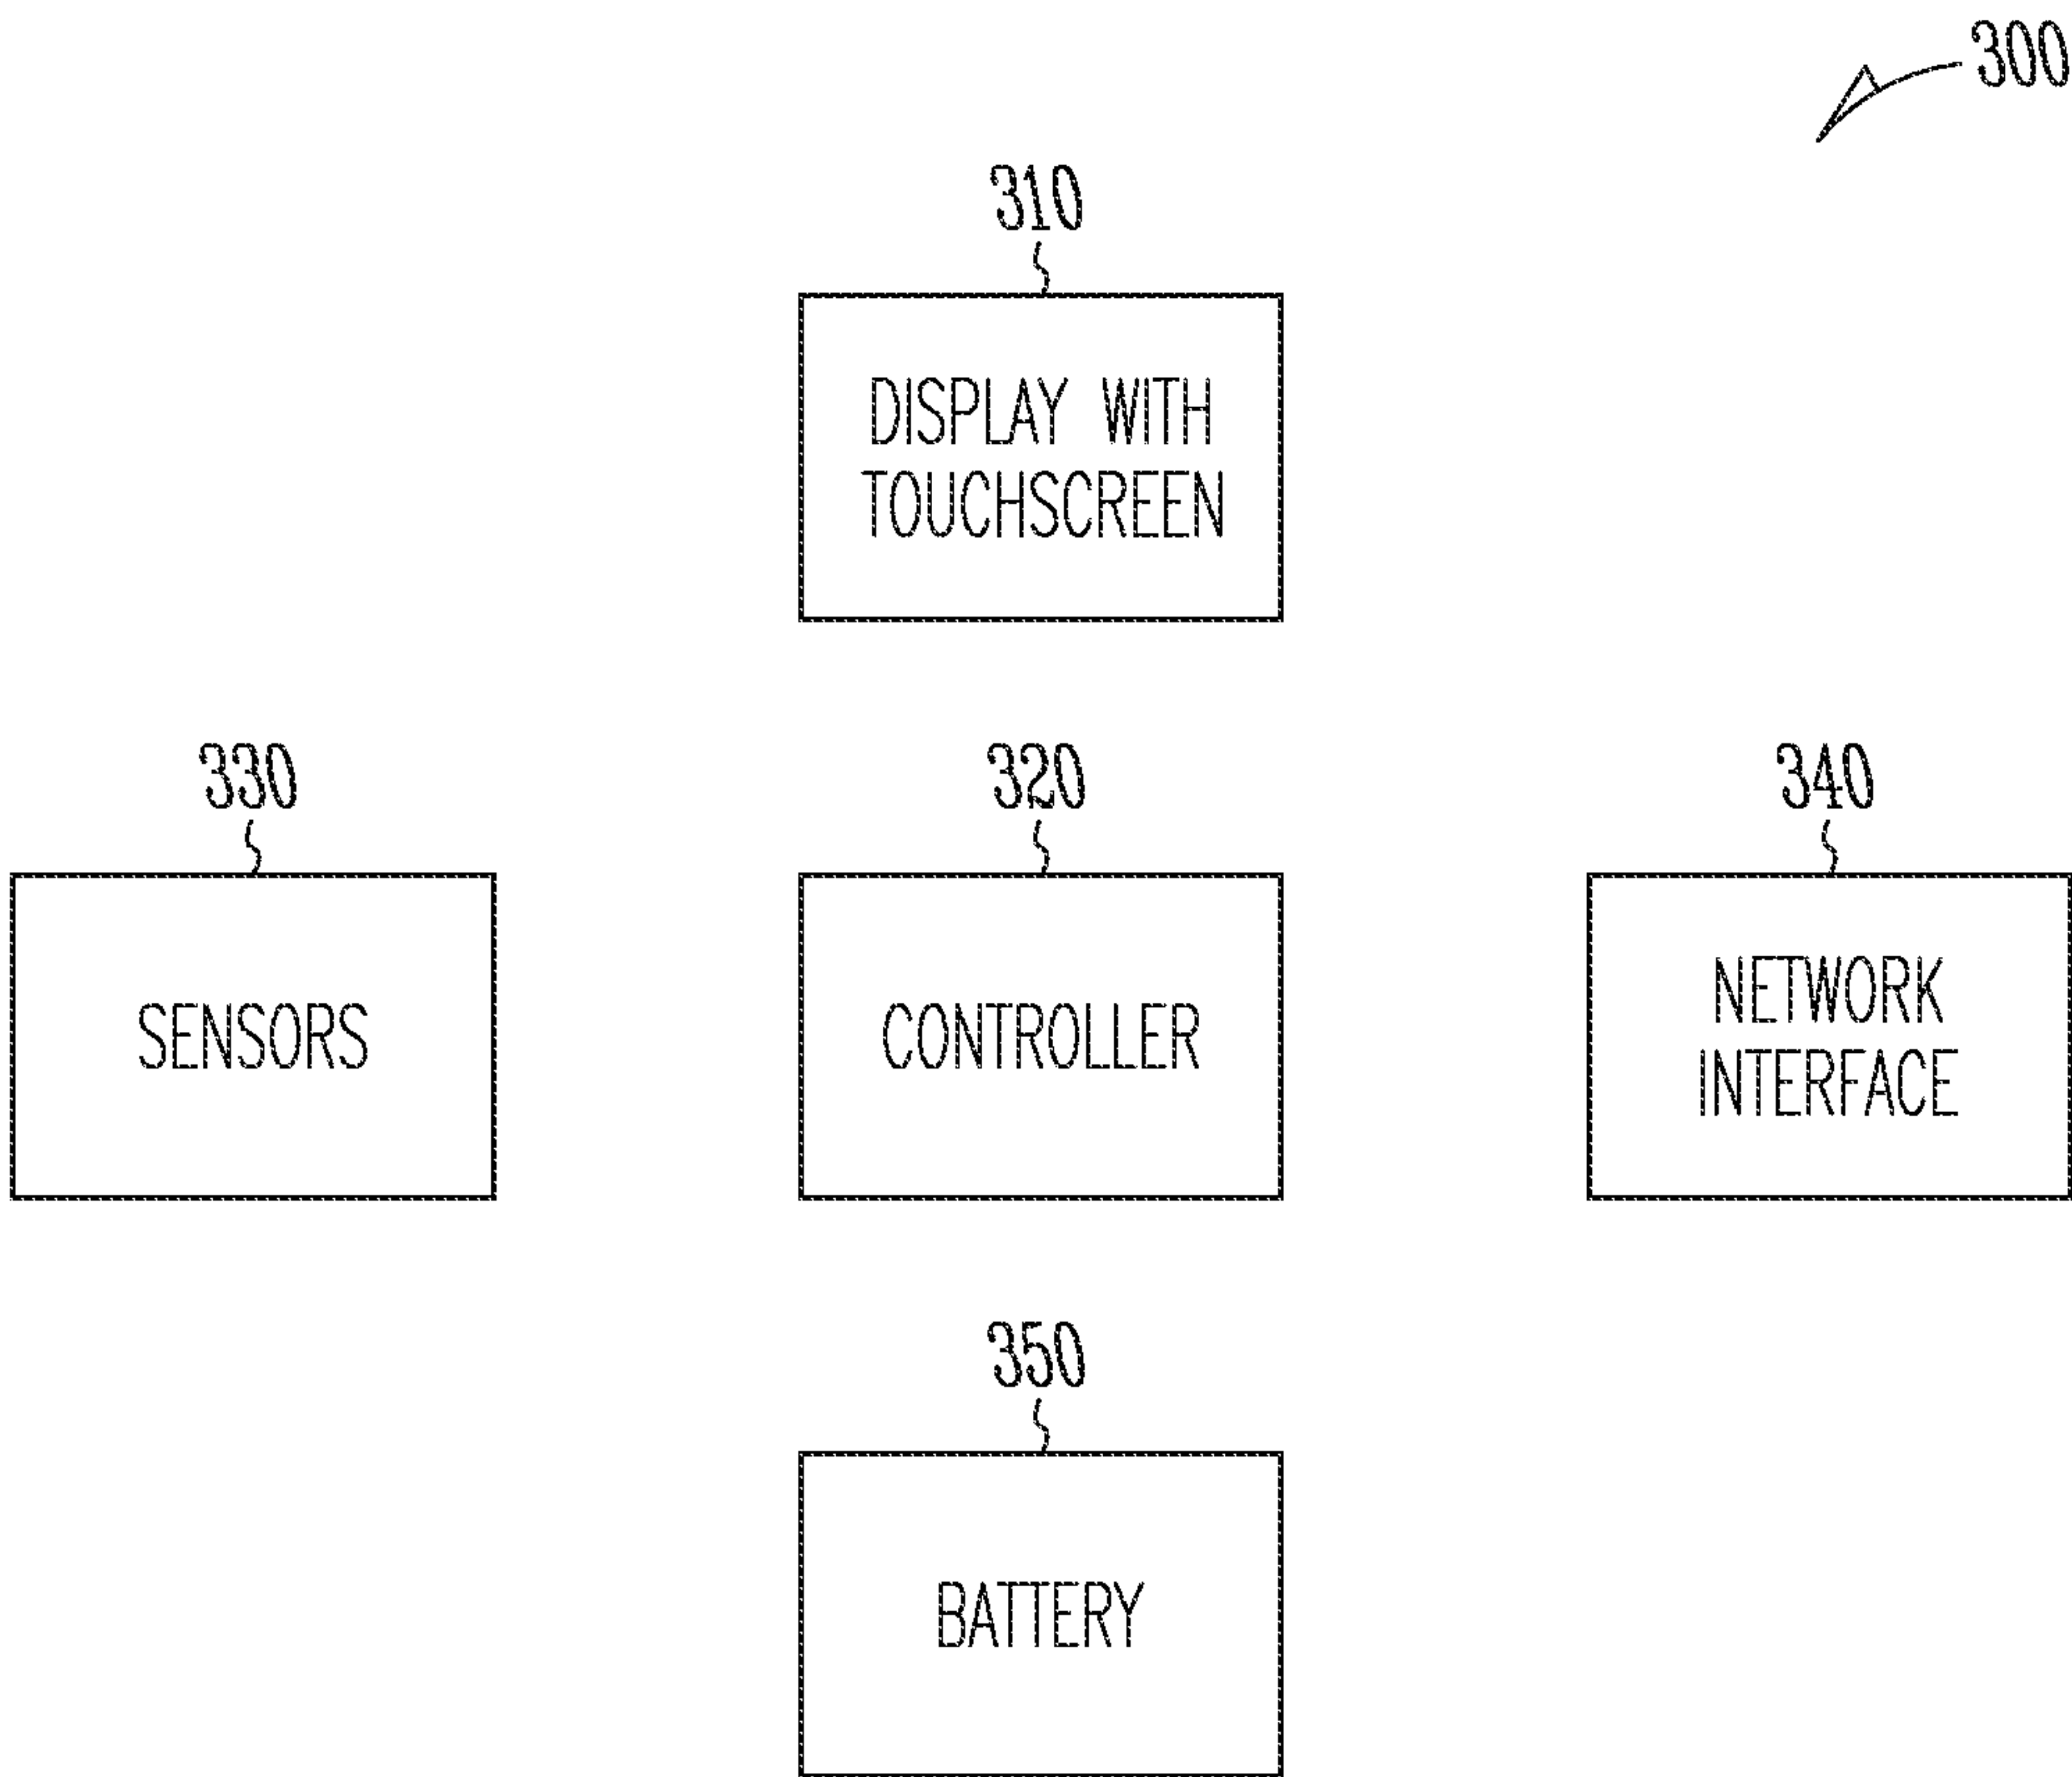 300
310
DISPLAY WITH
TOUCHSCREEN
330
320
340
SENSORS
CONTROLLER
NETWORK
INTERFACE
350
BATTERY